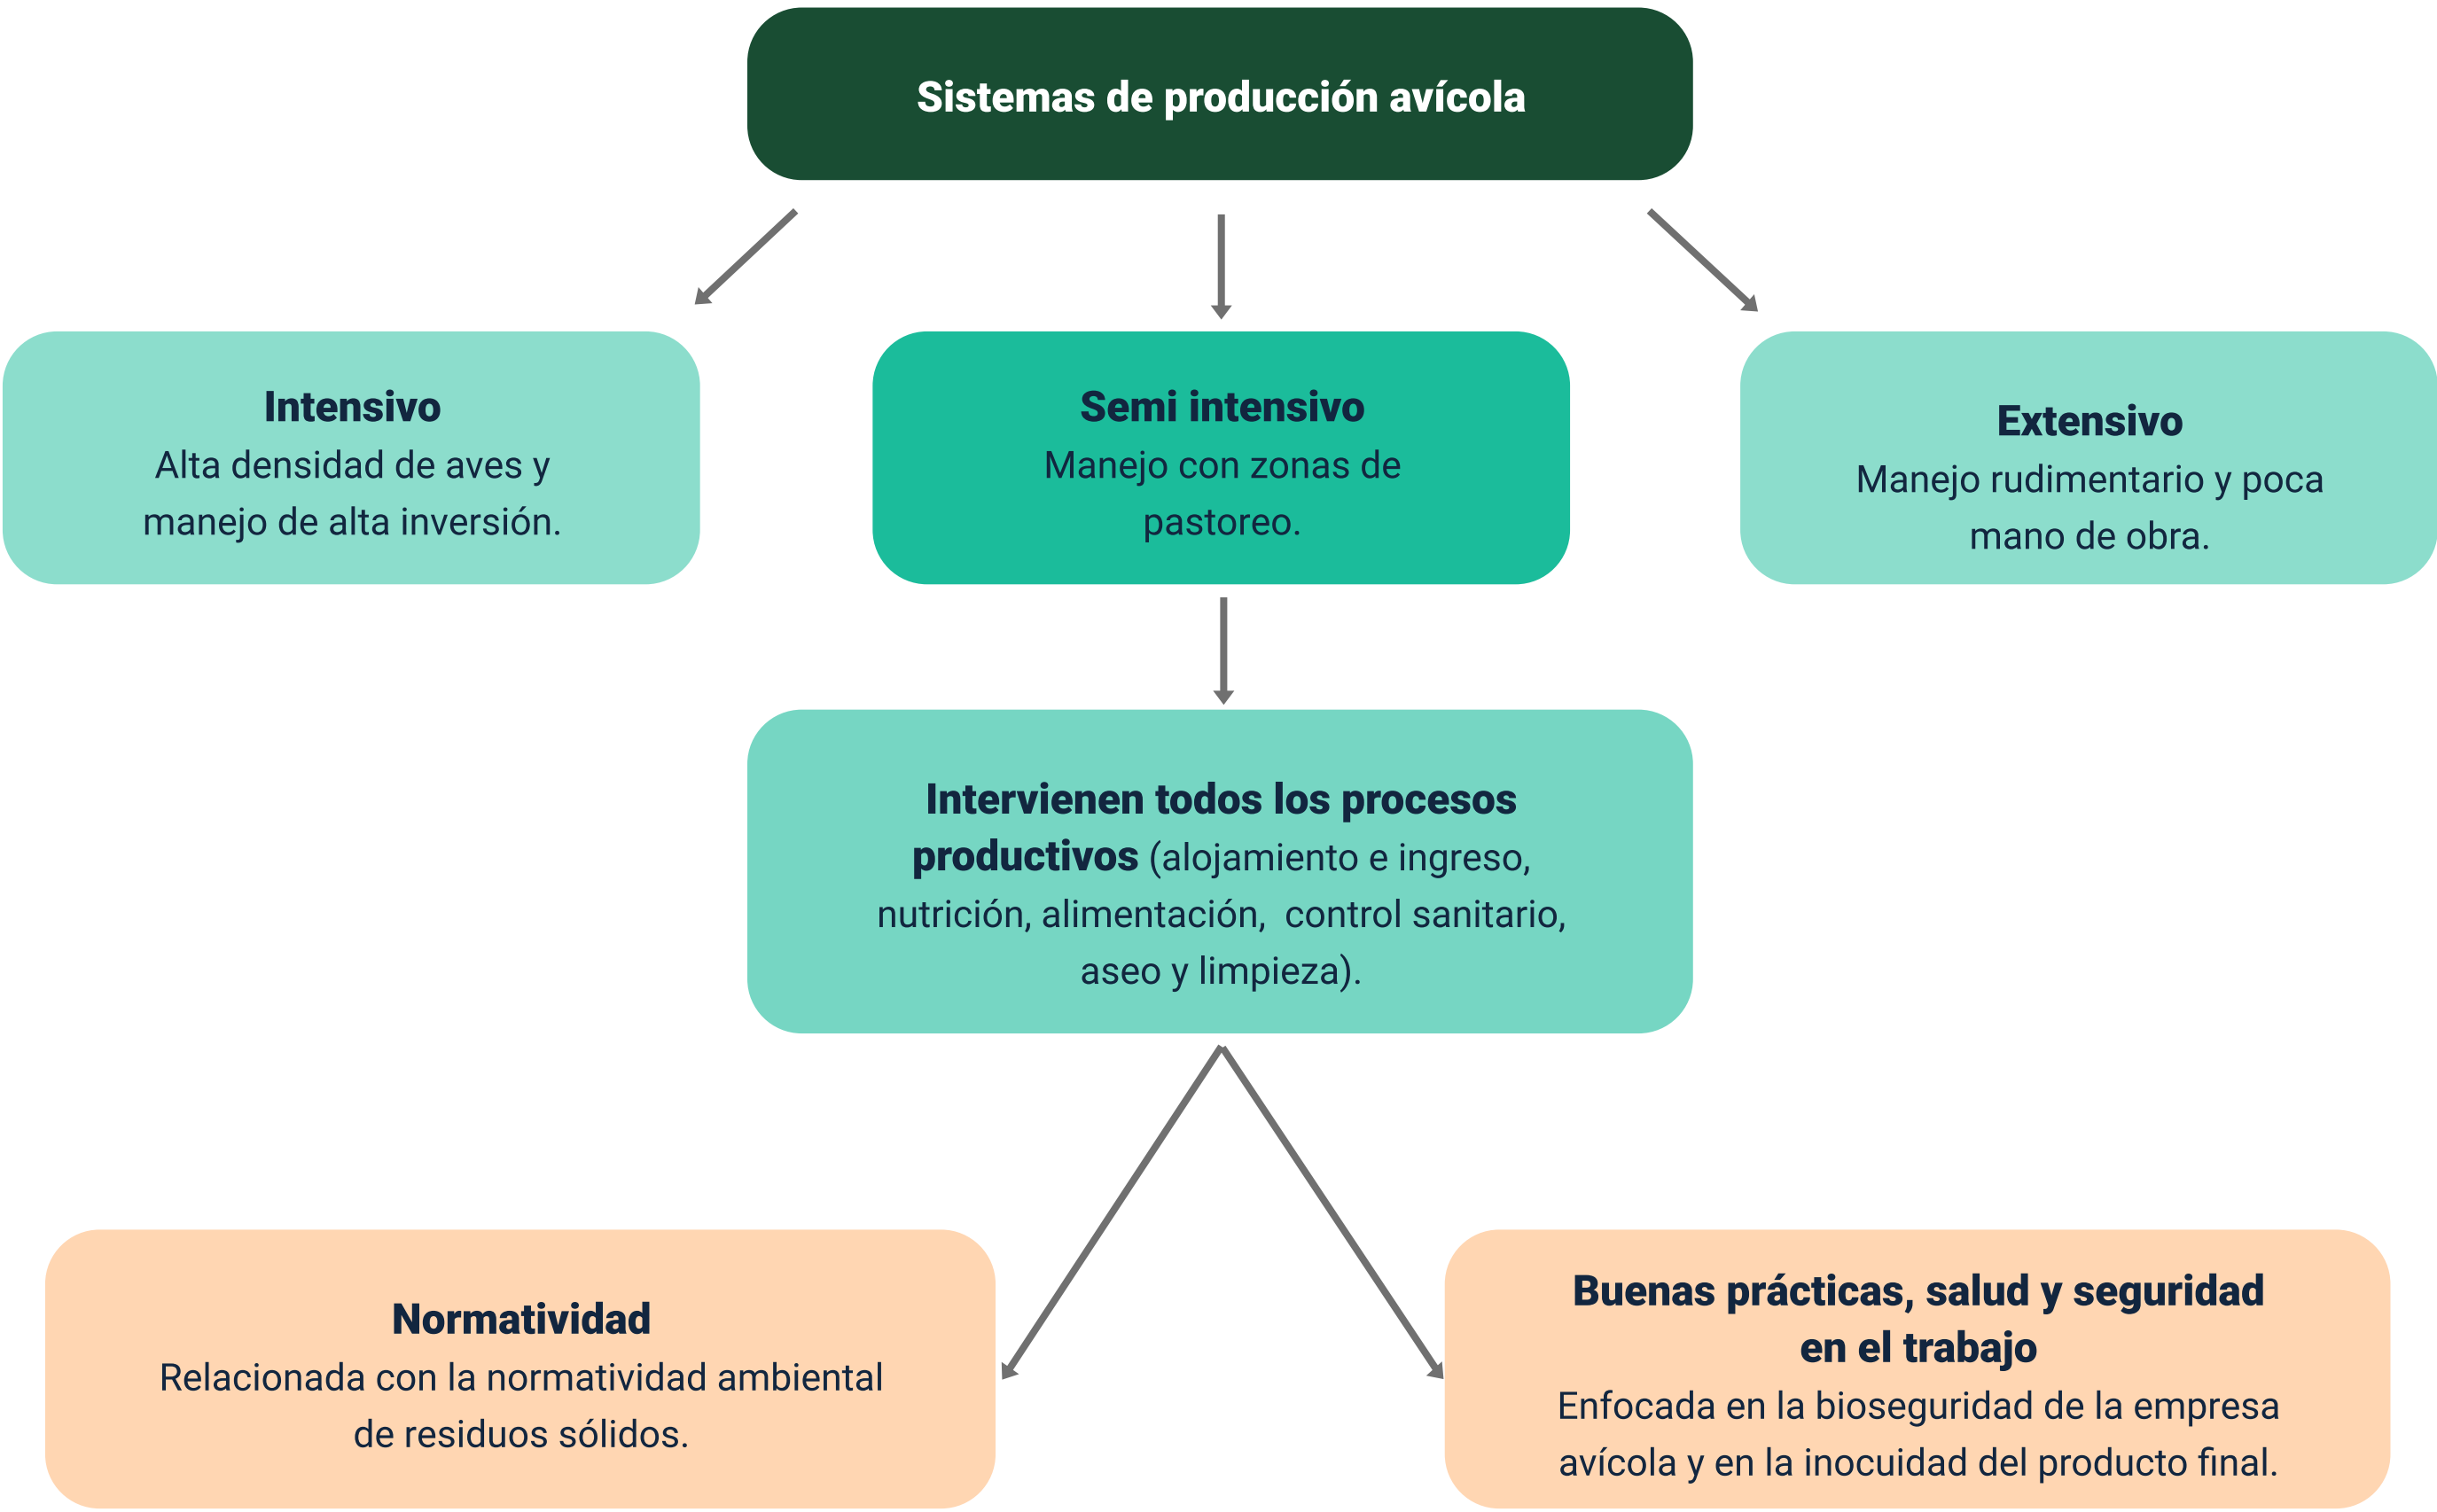 Sistemas de producción avícola
Intensivo
Alta densidad de aves y
manejo de alta inversión.
Semi intensivo
Manejo con zonas de
pastoreo.
Extensivo
Manejo rudimentario y poca
mano de obra.
Intervienen todos los procesos
productivos (alojamiento e ingreso,
nutrición, alimentación, control sanitario,
aseo y limpieza).
Normatividad
Relacionada con la normatividad ambiental
de residuos sólidos.
Buenas prácticas, salud y seguridad
en el trabajo
Enfocada en la bioseguridad de la empresa
avícola y en la inocuidad del producto final.